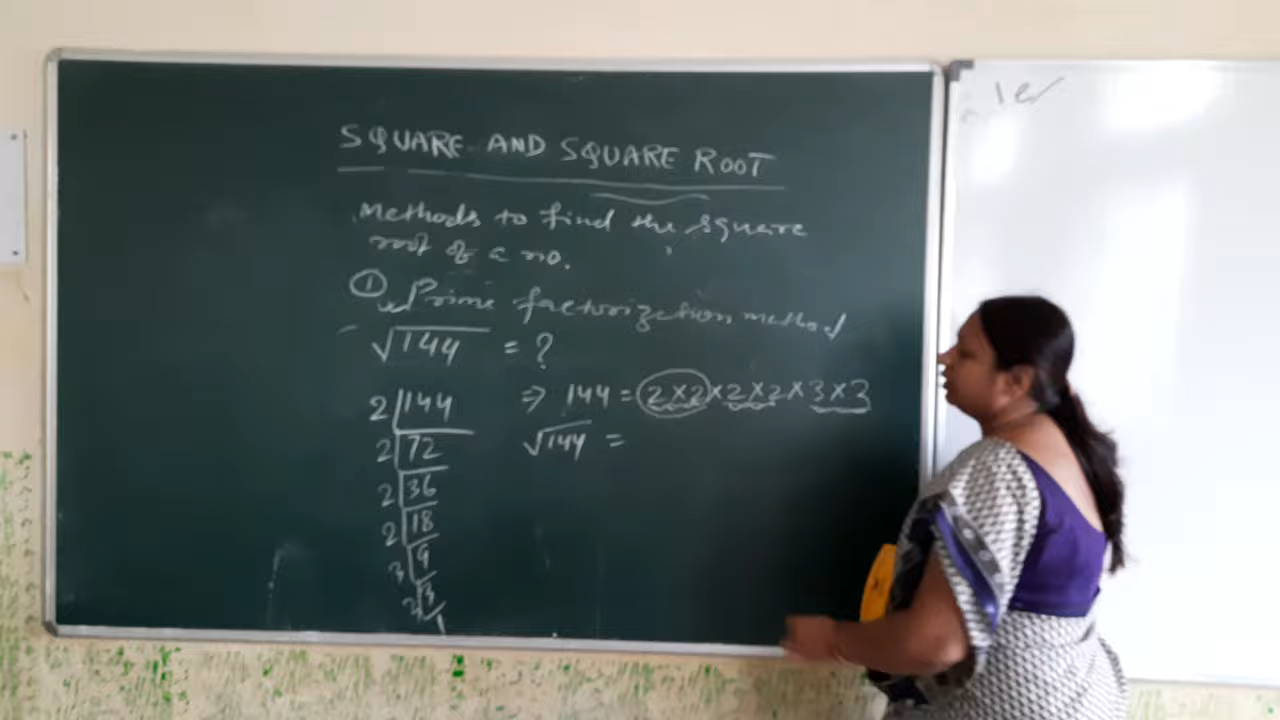 SQUARE AND SQUARE ROOT
Methods to find the square
root of a no.
① Prime factorization method
√144 = ?
2 144 ⇒ 144 = 2×2×2×2×3×3
2 72 √144 =
2 36
2 18
3 9
3 3
1